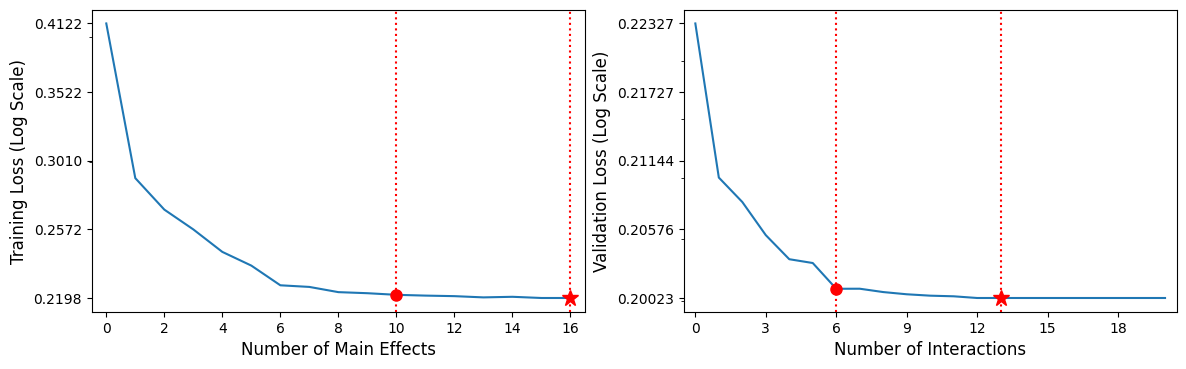 Training Loss (Log Scale)
0.4122
0.3522
0.3010
0.2572
0.2198
0 2 4 6 8 10 12 14 16
Number of Main Effects
Validation Loss (Log Scale)
0.22327
0.21727
0.21144
0.20576
0.20023
0 3 6 9 12 15 18
Number of Interactions